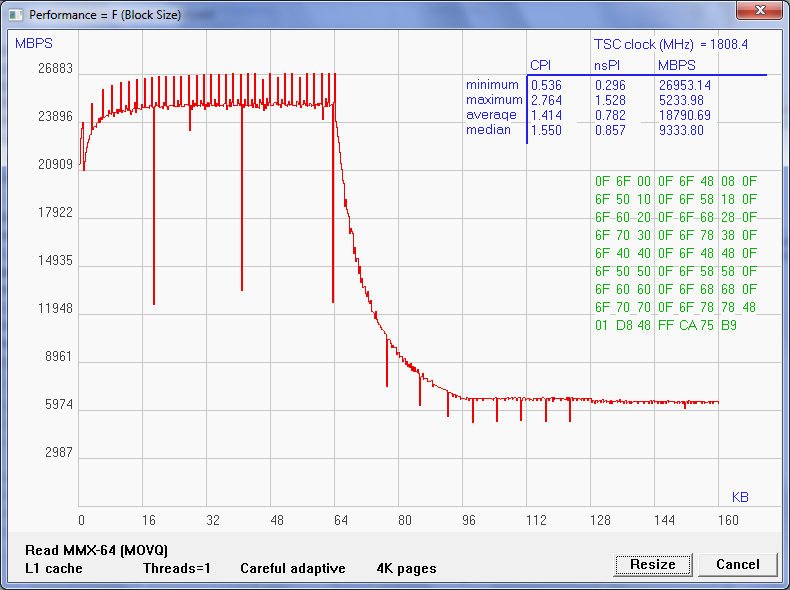 Performance = F (Block Size)
MBPS
TSC clock (MHz) = 1808.4
CPI nsPI MBPS
minimum 0.536 0.296 26953.14
maximum 2.764 1.528 5233.98
average 1.414 0.782 18790.69
median 1.550 0.857 9333.80
26883
23896
20909
17922
14935
11948
8961
5974
2987
0F 6F 00 0F 6F 48 08 0F
6F 50 10 0F 6F 58 18 0F
6F 60 20 0F 6F 68 28 0F
6F 70 30 0F 6F 78 38 0F
6F 40 40 0F 6F 48 48 0F
6F 50 50 0F 6F 58 58 0F
6F 60 60 0F 6F 68 68 0F
6F 70 70 0F 6F 78 78 48
01 D8 48 FF CA 75 B9
KB
0 16 32 48 64 80 96 112 128 144 160
Read MMX-64 (MOVQ)
L1 cache Threads=1 Careful adaptive 4K pages
Resize Cancel